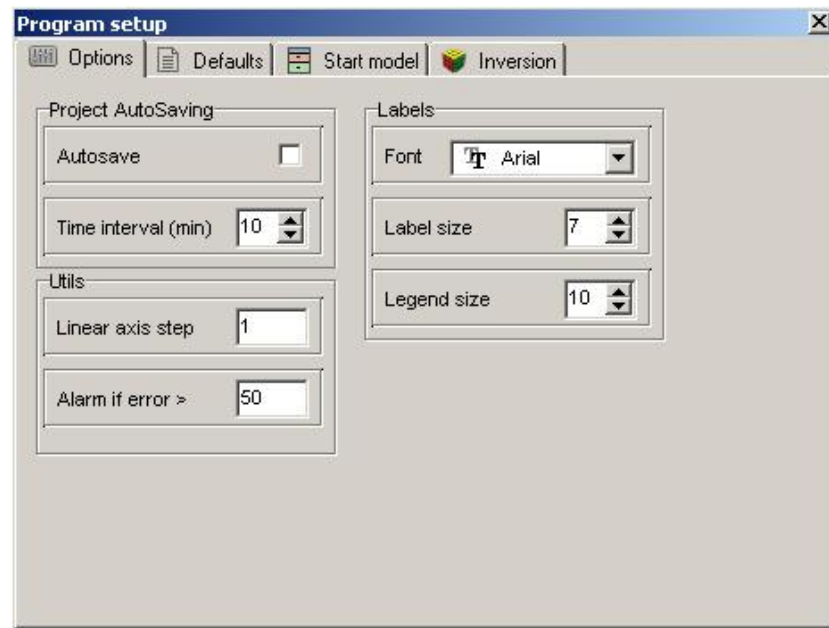 Program setup
Options Defaults Start model Inversion
Project AutoSaving
Autosave
Time interval (min) 10
Utils
Linear axis step 1
Alarm if error > 50
Labels
Font Arial
Label size 7
Legend size 10